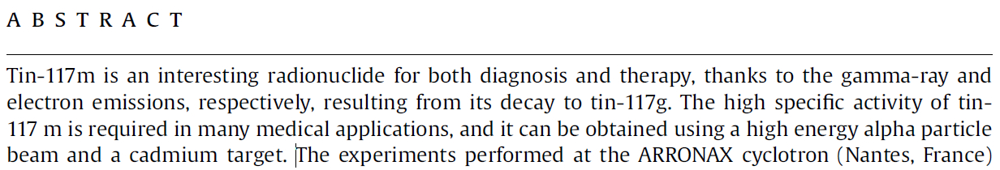 A B S T R A C T
Tin-117m is an interesting radionuclide for both diagnosis and therapy, thanks to the gamma-ray and
electron emissions, respectively, resulting from its decay to tin-117g. The high specific activity of tin-
117 m is required in many medical applications, and it can be obtained using a high energy alpha particle
beam and a cadmium target. The experiments performed at the ARRONAX cyclotron (Nantes, France)